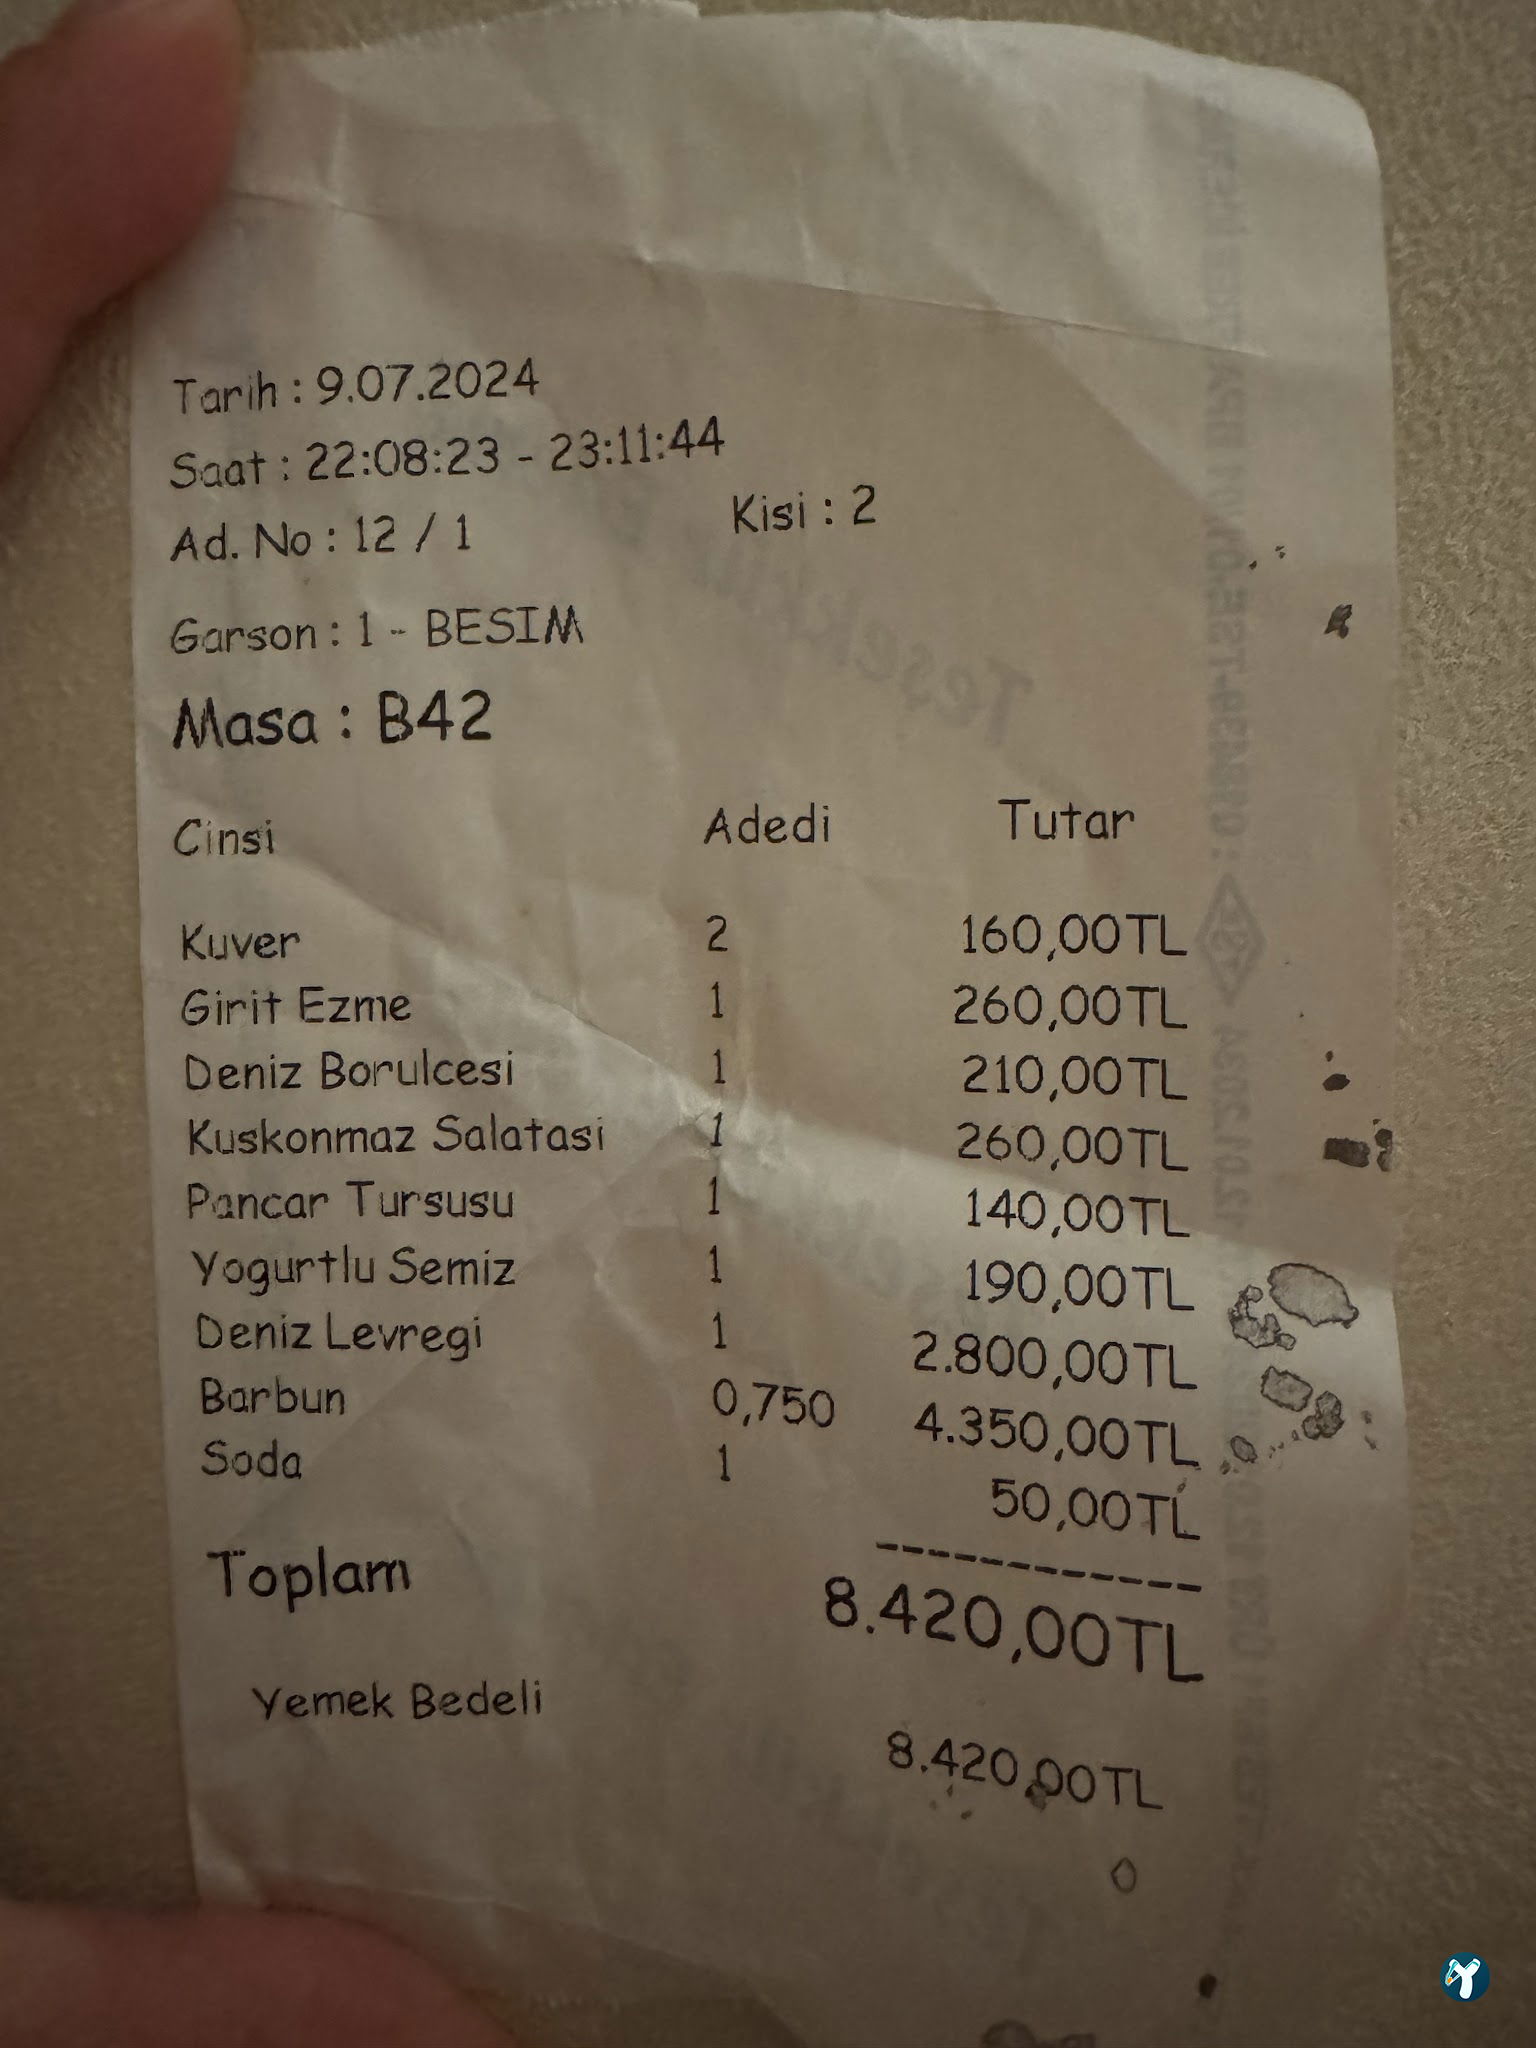 Tarih : 9.07.2024
Saat : 22:08:23 - 23:11:44
Ad. No : 12 / 1 Kisi : 2
Garson : 1 - BESIM
Masa : B42
Cinsi Adedi Tutar
Kuver 2 160,00TL
Girit Ezme 1 260,00TL
Deniz Borulcesi 1 210,00TL
Kuskonmaz Salatasi 1 260,00TL
Pancar Tursusu 1 140,00TL
Yogurtlu Semiz 1 190,00TL
Deniz Levregi 1 2.800,00TL
Barbun 0,750 4.350,00TL
Soda 1 50,00TL
Toplam 8.420,00TL
Yemek Bedeli 8.420,00TL